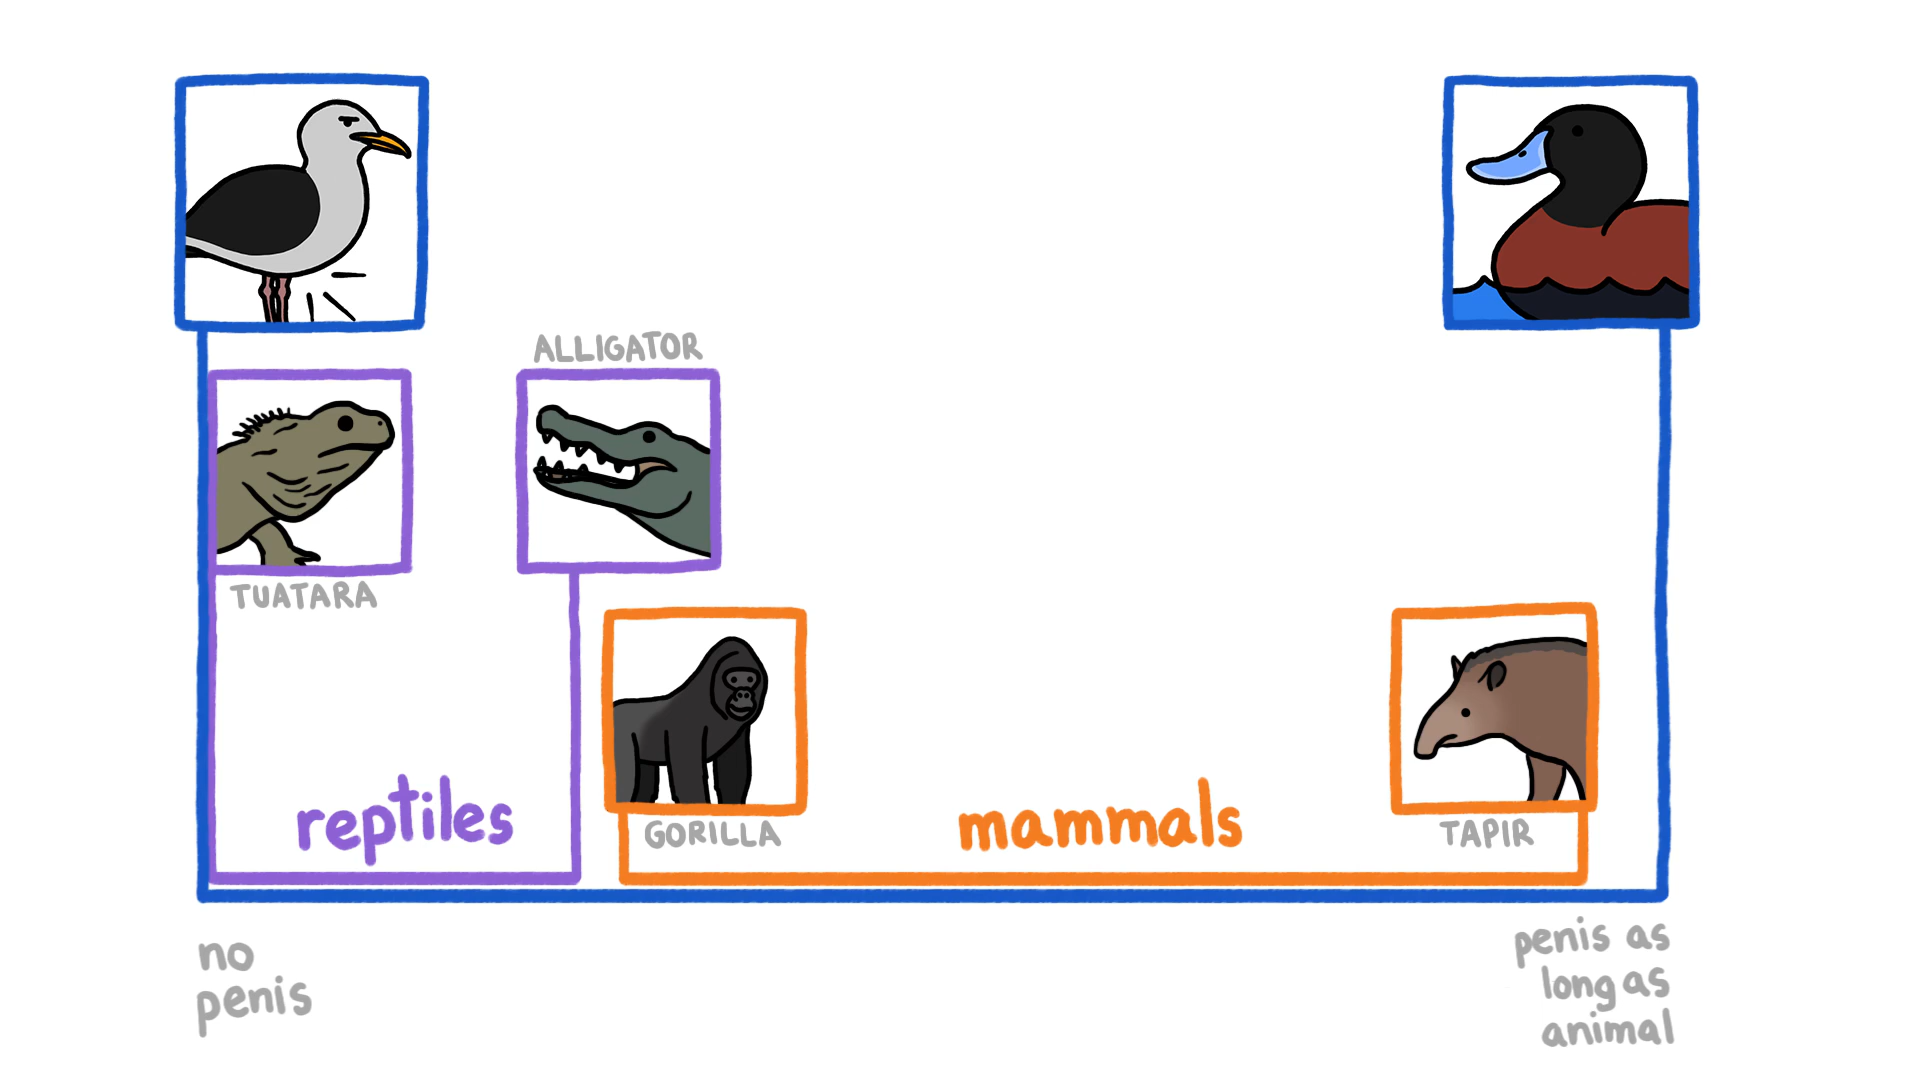 ALLIGATOR
TUATARA
reptiles
GORILLA
mammals
TAPIR
no
penis
penis as
long as
animal